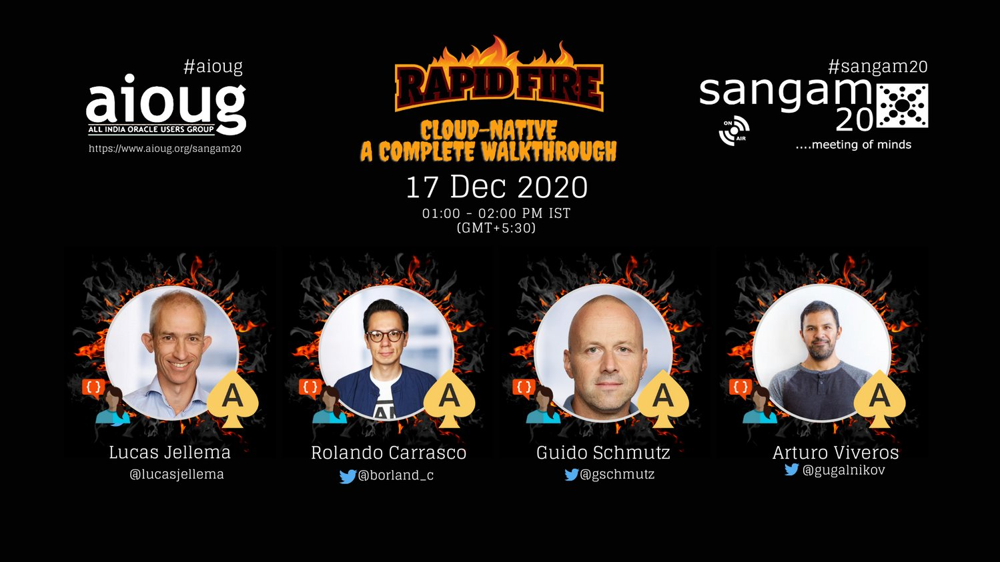 #aioug
aioug
ALL INDIA ORACLE USERS GROUP
https://www.aioug.org/sangam20
RAPID FIRE
CLOUD-NATIVE
A COMPLETE WALKTHROUGH
17 Dec 2020
01:00 - 02:00 PM IST
(GMT+5:30)
#sangam20
sangam
20
ON
AIR
....meeting of minds
{}
A
{}
A
{}
A
{}
A
Lucas Jellema
@lucasjellema
Rolando Carrasco
@borland_c
Guido Schmutz
@gschmutz
Arturo Viveros
@gugalnikov